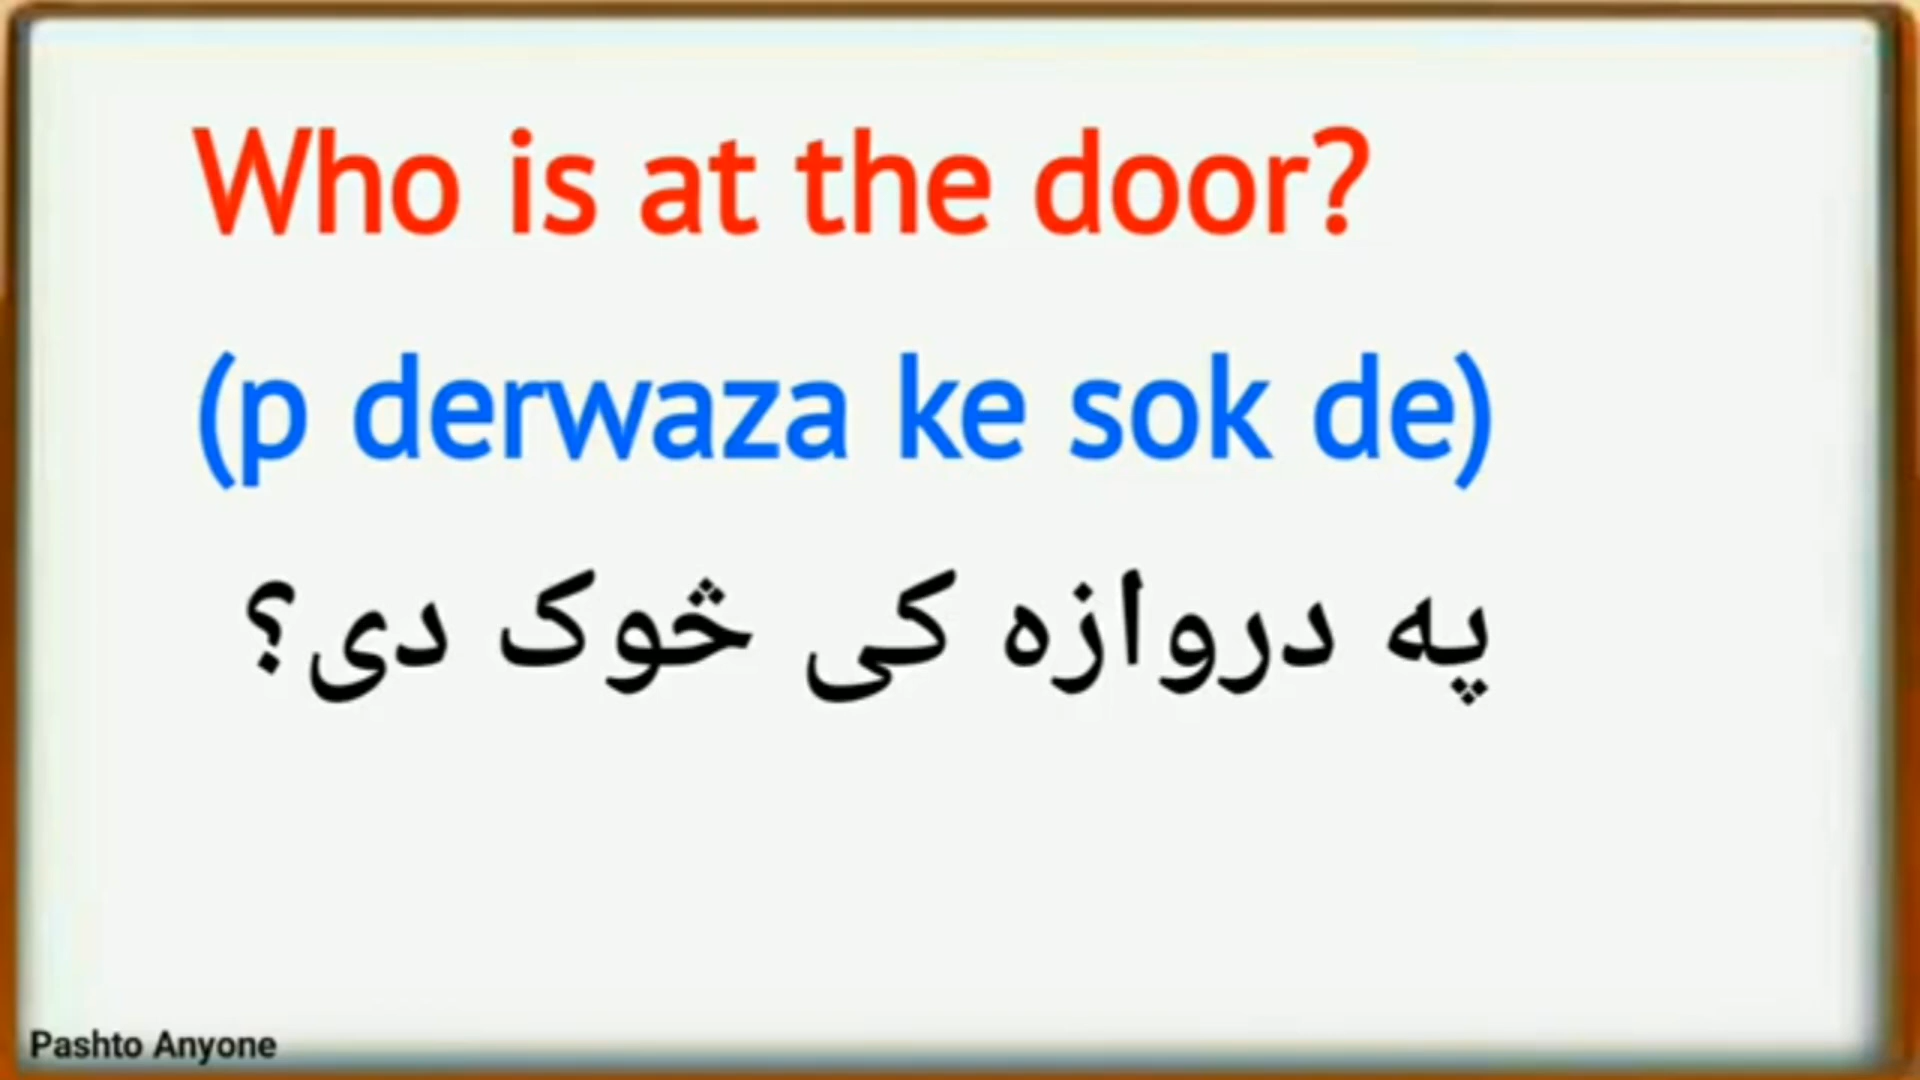 Who is at the door?
(p derwaza ke sok de)
په دروازه کی څوک دی؟
Pashto Anyone